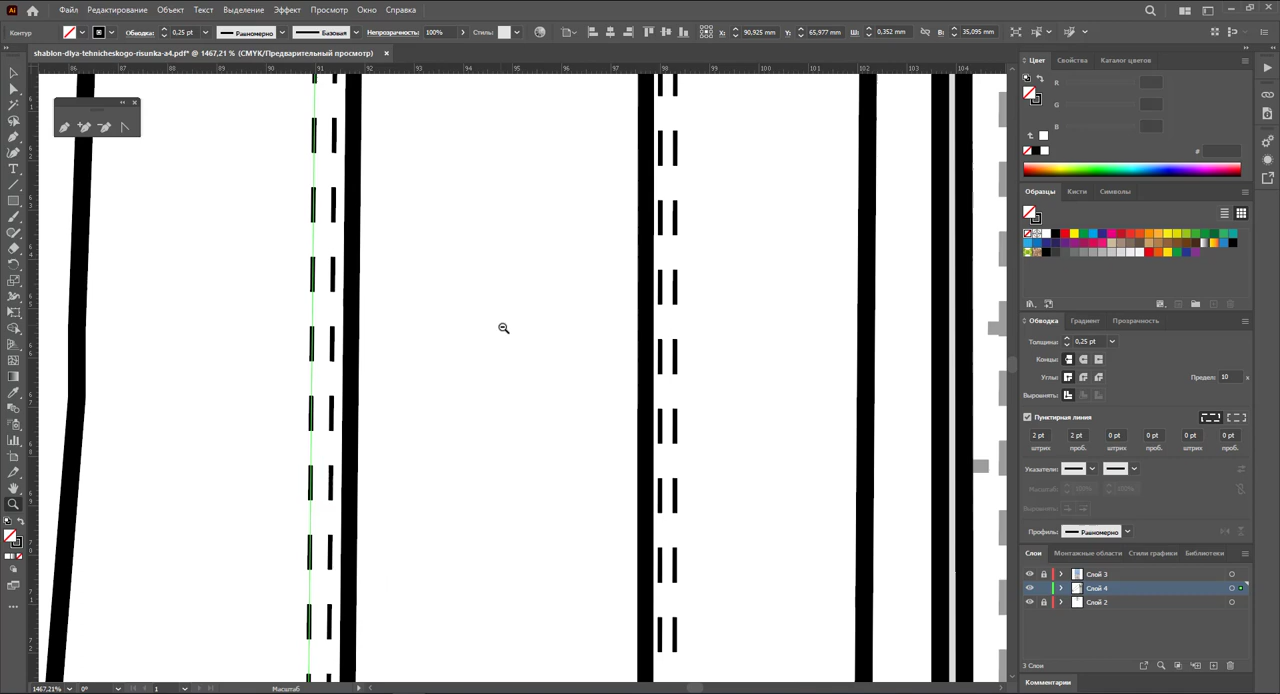 Файл Редактирование Объект Текст Выделение Эффект Просмотр Окно Справка
Контур Обводка: 0,25 pt Равномерно Базовая Непрозрачность: 100% Стиль: X: 90,925 mm Y: 65,977 mm Ш: 0,352 mm В: 35,095 mm
shablon-dlya-tehnicheskogo-risunka-a4.pdf* @ 1467,21 % (CMYK/Предварительный просмотр)
86 87 88 89 90 91 92 93 94 95 96 97 98 99 100 101 102 103 104
Цвет Свойства Каталог цветов
R
G
B
#
Образцы Кисти Символы
Обводка Градиент Прозрачность
Толщина: 0,25 pt
Концы:
Углы: Предел: 10 x
Выровнять:
Пунктирная линия
2 pt 2 pt 0 pt 0 pt 0 pt 0 pt
штрих проб. штрих проб. штрих проб.
Указатели:
Масштаб: 100% 100%
Выровнять:
Профиль: Равномерно
Слои Монтажные области Стили графики Библиотеки
Слой 3
Слой 4
Слой 2
3 Слои
Комментарии
1467,21% 0° 1 Масштаб